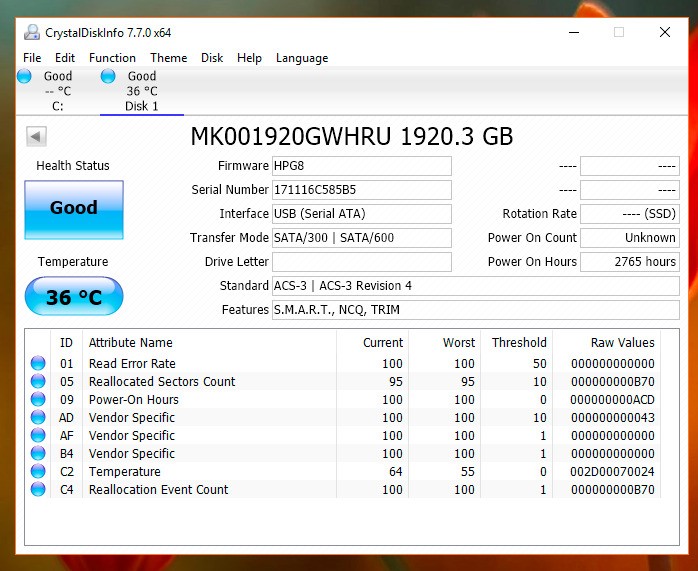 CrystalDiskInfo 7.7.0 x64
File Edit Function Theme Disk Help Language
Good Good
-- °C 36 °C
C: Disk 1
MK001920GWHRU 1920.3 GB
Health Status
Good
Temperature
36 °C
Firmware HPG8 ---- ----
Serial Number 171116C585B5 ---- ----
Interface USB (Serial ATA) Rotation Rate ---- (SSD)
Transfer Mode SATA/300 | SATA/600 Power On Count Unknown
Drive Letter Power On Hours 2765 hours
Standard ACS-3 | ACS-3 Revision 4
Features S.M.A.R.T., NCQ, TRIM
ID Attribute Name Current Worst Threshold Raw Values
01 Read Error Rate 100 100 50 000000000000
05 Reallocated Sectors Count 95 95 10 000000000B70
09 Power-On Hours 100 100 0 000000000ACD
AD Vendor Specific 100 100 10 000000000043
AF Vendor Specific 100 100 1 000000000000
B4 Vendor Specific 100 100 1 000000000000
C2 Temperature 64 55 0 002D00070024
C4 Reallocation Event Count 100 100 1 000000000B70